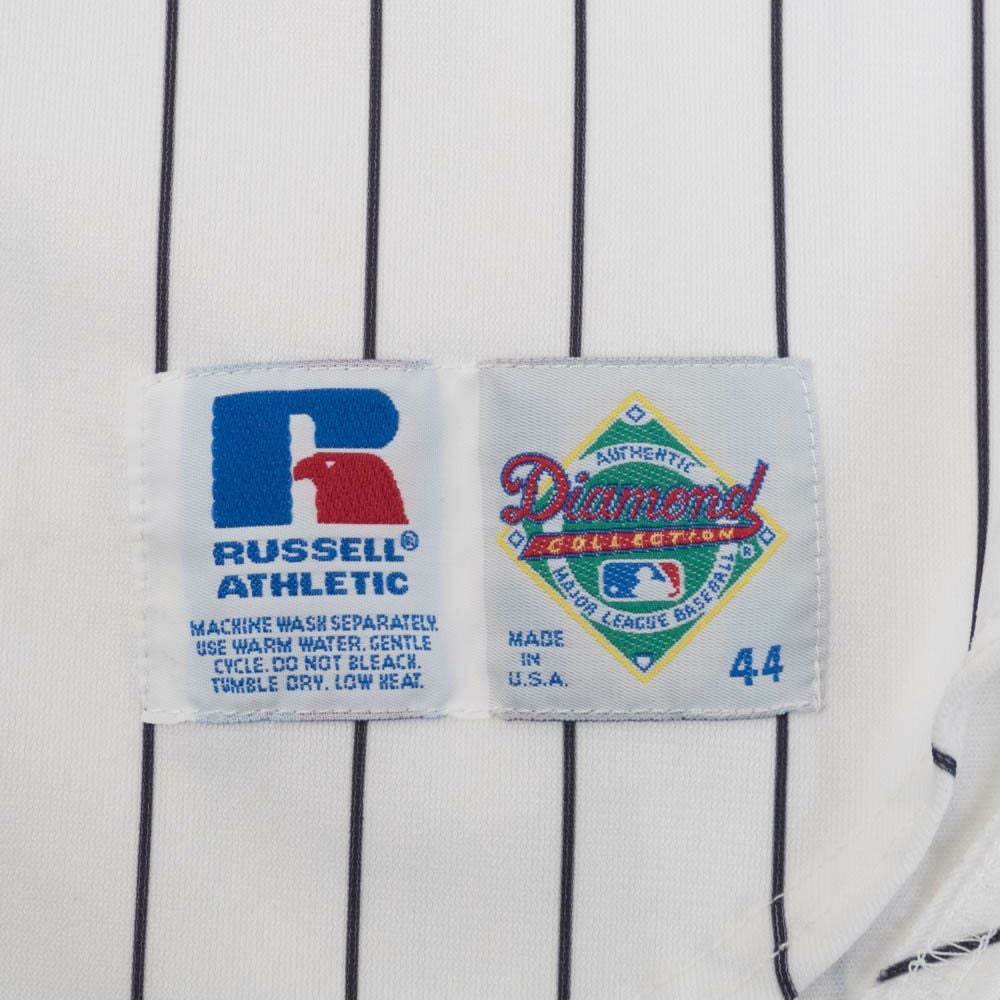 RUSSELL®
ATHLETIC
MACHINE WASH SEPARATELY.
USE WARM WATER. GENTLE
CYCLE. DO NOT BLEACH.
TUMBLE DRY. LOW HEAT.
AUTHENTIC
Diamond
COLLECTION ®
MAJOR LEAGUE BASEBALL
MADE
IN
U.S.A.
44